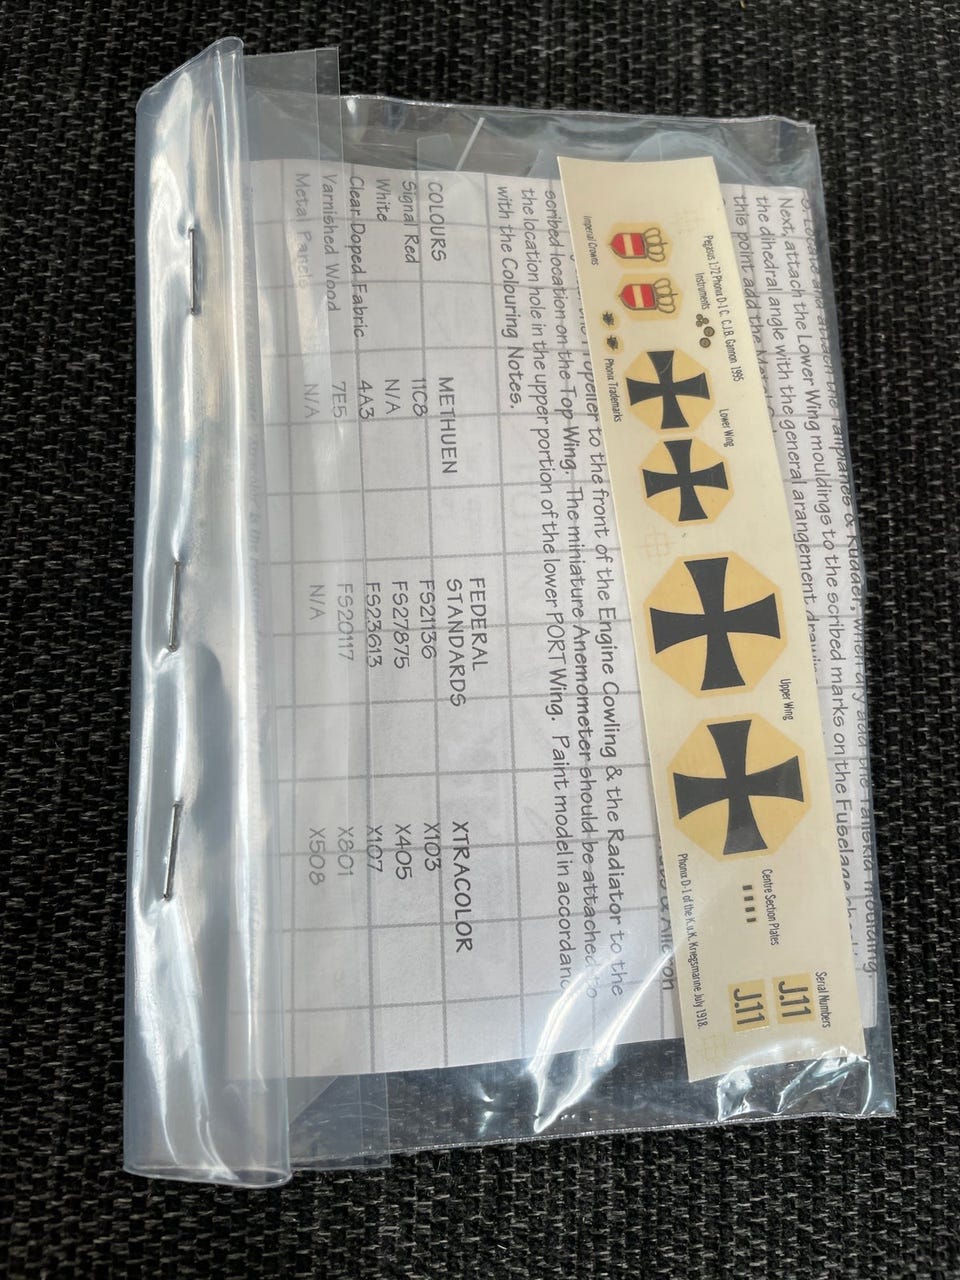 Pegasus 1:72 Phonix D-1 C. C.J.B. Gannon 1995
Instruments
Imperial Crowns
Phonix Trademarks
Lower Wing
Upper Wing
Centre Section Plates
Serial Numbers
J.11
J.11
Phonix D-1 of the K.u.K. Kriegsmarine July 1918.
Next, attach the Lower Wing mouldings to the scribed marks on the Fuselage
the dihedral angle with the general arangement
this point add the
to the front of the Engine Cowling & the Radiator to the
scribed location on the Top Wing. The miniature Anemometer should be attached to
the location hole in the upper portion of the lower PORT Wing. Paint model in
with the Colouring Notes.
COLOURS METHUEN FEDERAL STANDARDS XTRACOLOR
Signal Red 11C8 FS21136 X103
White N/A FS27875 X405
Clear Doped Fabric 4A3 FS23613 X107
Varnished Wood 7E5 FS20117 X801
Metal Panels N/A N/A X508